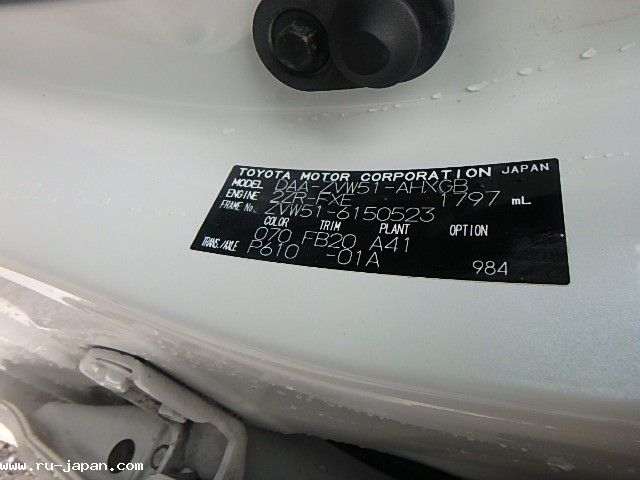 TOYOTA MOTOR CORPORATION JAPAN
MODEL DAA-ZVW51-AHXGB
ENGINE 2ZR-FXE 1797 mL
FRAME No. ZVW51-6150523
COLOR TRIM PLANT OPTION
070 FB20 A41
TRANS./AXLE P610 -01A
984
www.ru-japan.com